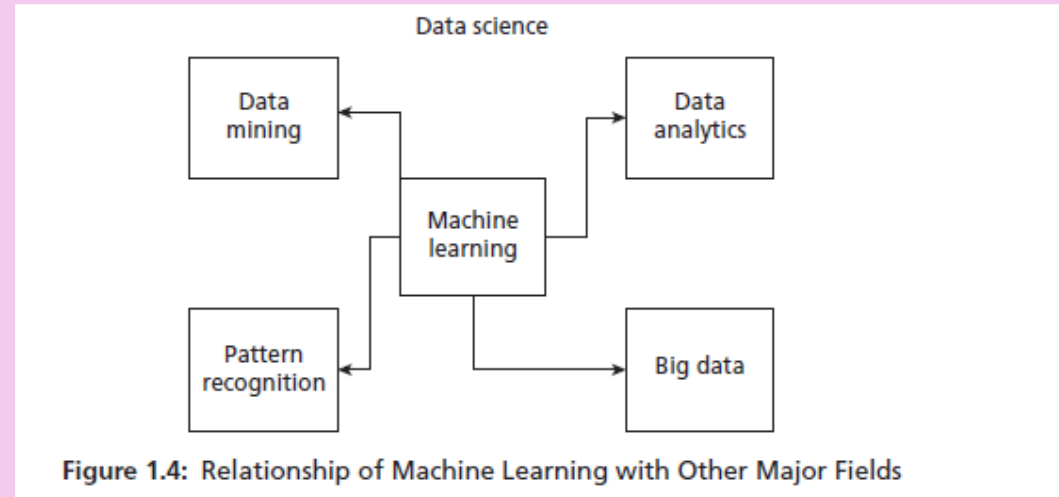 Data science
Data
mining
Data
analytics
Machine
learning
Pattern
recognition
Big data
Figure 1.4: Relationship of Machine Learning with Other Major Fields